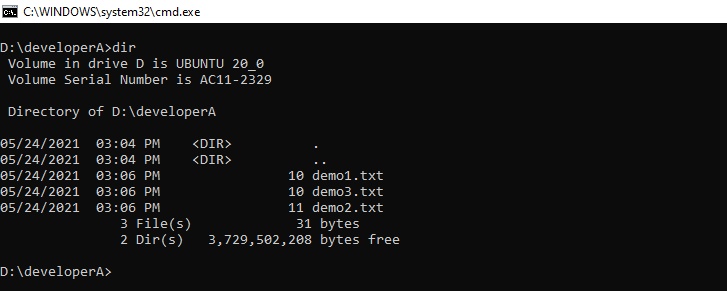 C:\WINDOWS\system32\cmd.exe
D:\developerA>dir
 Volume in drive D is UBUNTU 20_0
 Volume Serial Number is AC11-2329
 Directory of D:\developerA
05/24/2021  03:04 PM    <DIR>          .
05/24/2021  03:04 PM    <DIR>          ..
05/24/2021  03:06 PM                10 demo1.txt
05/24/2021  03:06 PM                10 demo3.txt
05/24/2021  03:06 PM                11 demo2.txt
               3 File(s)             31 bytes
               2 Dir(s)   3,729,502,208 bytes free
D:\developerA>